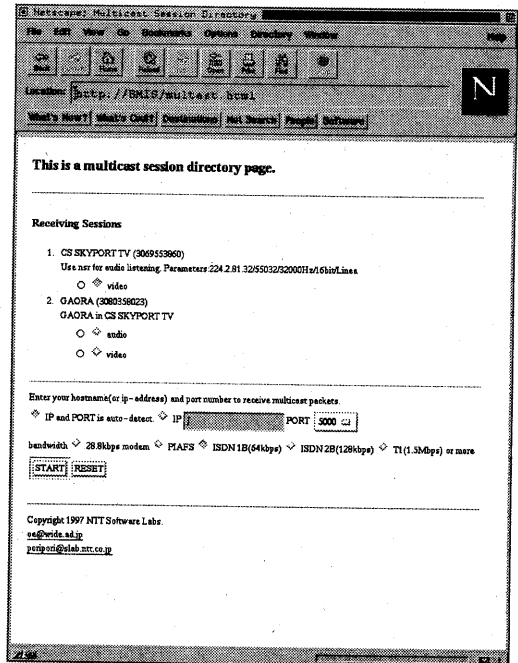 Netscape: Multicast Session Directory
File Edit View Go Bookmarks Options Directory Window Help
Back Home Reload Open Print Find
Location: http://BMIS/multast.html
N
What's New? What's Cool? Destinations Net Search People Software
This is a multicast session directory page.
Receiving Sessions
1. CS SKYPORT TV (3069553860)
Use nsr for audio listening. Parameters:224.2.81.32/55032/32000Hz/16bit/Linea
video
2. GAORA (3080358023)
GAORA in CS SKYPORT TV
audio
video
Enter your hostname(or ip-address) and port number to receive multicast packets.
IP and PORT is auto-detect. IP PORT 5000
bandwidth 28.8kbps modem PIAFS ISDN 1B(64kbps) ISDN 2B(128kbps) T1(1.5Mbps) or more
START RESET
Copyright 1997 NTT Software Labs.
oe@wide.ad.jp
poripori@slab.ntt.co.jp